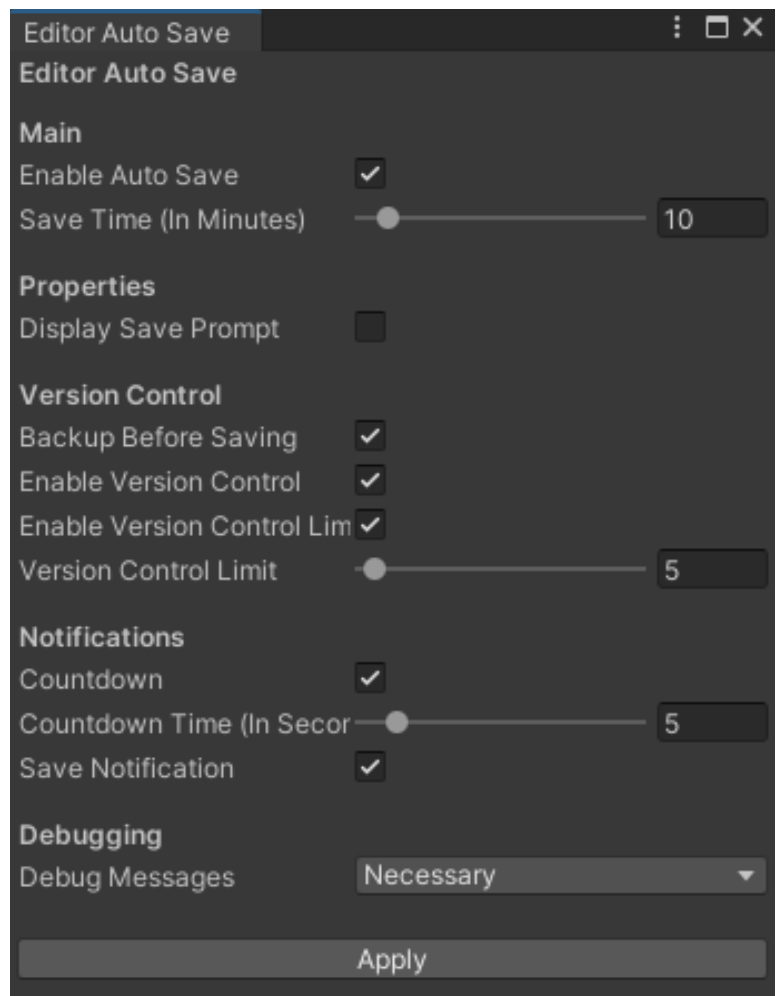 Editor Auto Save
Editor Auto Save
Main
Enable Auto Save
Save Time (In Minutes) 10
Properties
Display Save Prompt
Version Control
Backup Before Saving
Enable Version Control
Enable Version Control Lim
Version Control Limit 5
Notifications
Countdown
Countdown Time (In Secor 5
Save Notification
Debugging
Debug Messages Necessary
Apply